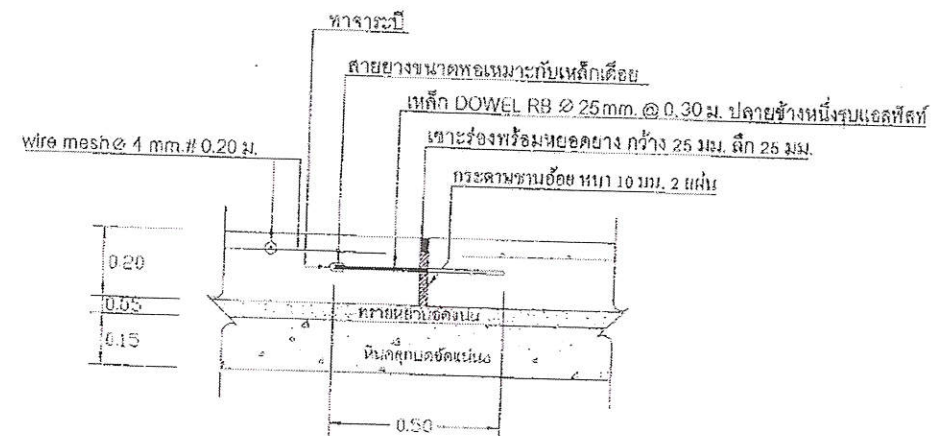 ทาจาระบี
สายยางขนาดพอเหมาะกับเหล็กเดือย
เหล็ก DOWEL RB Ø 25mm. @ 0.30 ม. ปลายข้างหนึ่งชุบแอสฟัลท์
wire mesh Ø 4 mm.# 0.20 ม.
เซาะร่องพร้อมหยอดยาง กว้าง 25 มม. ลึก 25 มม.
กระดาษชานอ้อย หนา 10 มม. 2 แผ่น
0.20
0.05
ทรายหยาบบดอัดแน่น
0.15
หินคลุกบดอัดแน่น
0.50